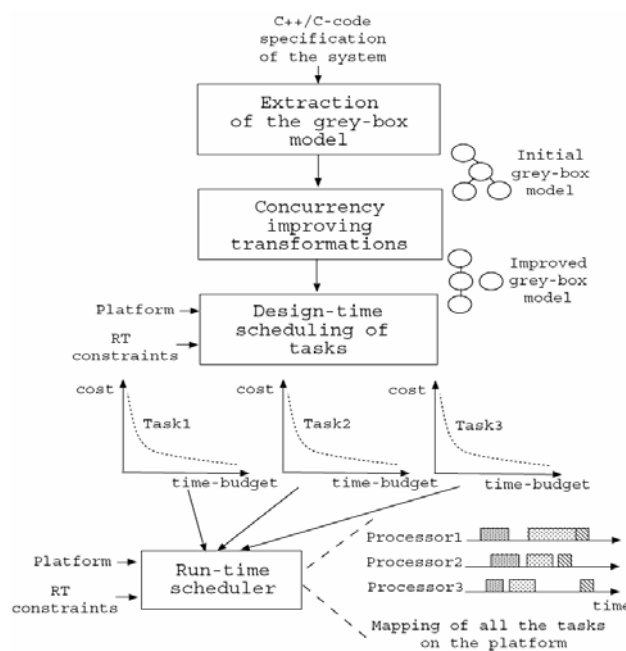 C++/C-code
specification
of the system
Extraction
of the grey-box
model
Initial
grey-box
model
Concurrency
improving
transformations
Improved
grey-box
model
Platform
RT
constraints
Design-time
scheduling of
tasks
cost
Task1
time-budget
cost
Task2
time-budget
cost
Task3
time-budget
Platform
RT
constraints
Run-time
scheduler
Processor1
Processor2
Processor3
time
Mapping of all the tasks
on the platform